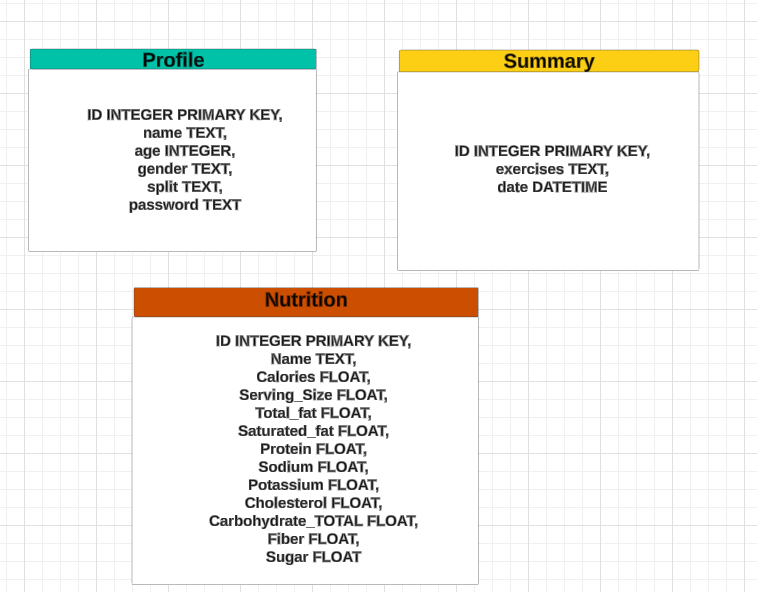 Profile
ID INTEGER PRIMARY KEY,
name TEXT,
age INTEGER,
gender TEXT,
split TEXT,
password TEXT
Summary
ID INTEGER PRIMARY KEY,
exercises TEXT,
date DATETIME
Nutrition
ID INTEGER PRIMARY KEY,
Name TEXT,
Calories FLOAT,
Serving_Size FLOAT,
Total_fat FLOAT,
Saturated_fat FLOAT,
Protein FLOAT,
Sodium FLOAT,
Potassium FLOAT,
Cholesterol FLOAT,
Carbohydrate_TOTAL FLOAT,
Fiber FLOAT,
Sugar FLOAT